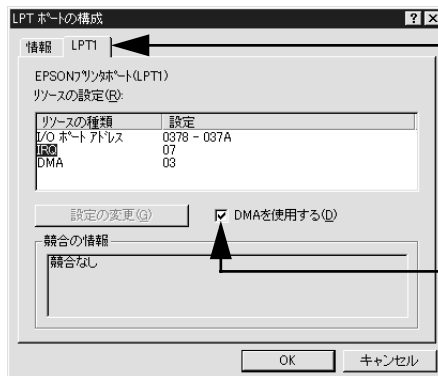 LPT ポートの構成
情報 LPT1
EPSONプリンタポート(LPT1)
リソースの設定(R):
リソースの種類 設定
I/O ポート アドレス 0378 - 037A
IRQ 07
DMA 03
設定の変更(G) DMAを使用する(D)
競合の情報
競合なし
OK キャンセル